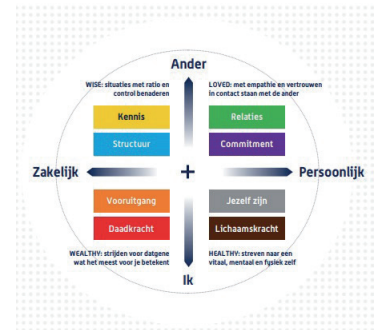 Ander
WISE: situaties met ratio en
control benaderen
LOVED: met empathie en vertrouwen
in contact staan met de ander
Kennis
Relaties
Structuur
Commitment
Zakelijk
+
Persoonlijk
Vooruitgang
Jezelf zijn
Daadkracht
Lichaamskracht
WEALTHY: strijden voor datgene
wat het meest voor je betekent
HEALTHY: streven naar een
vitaal, mentaal en fysiek zelf
Ik